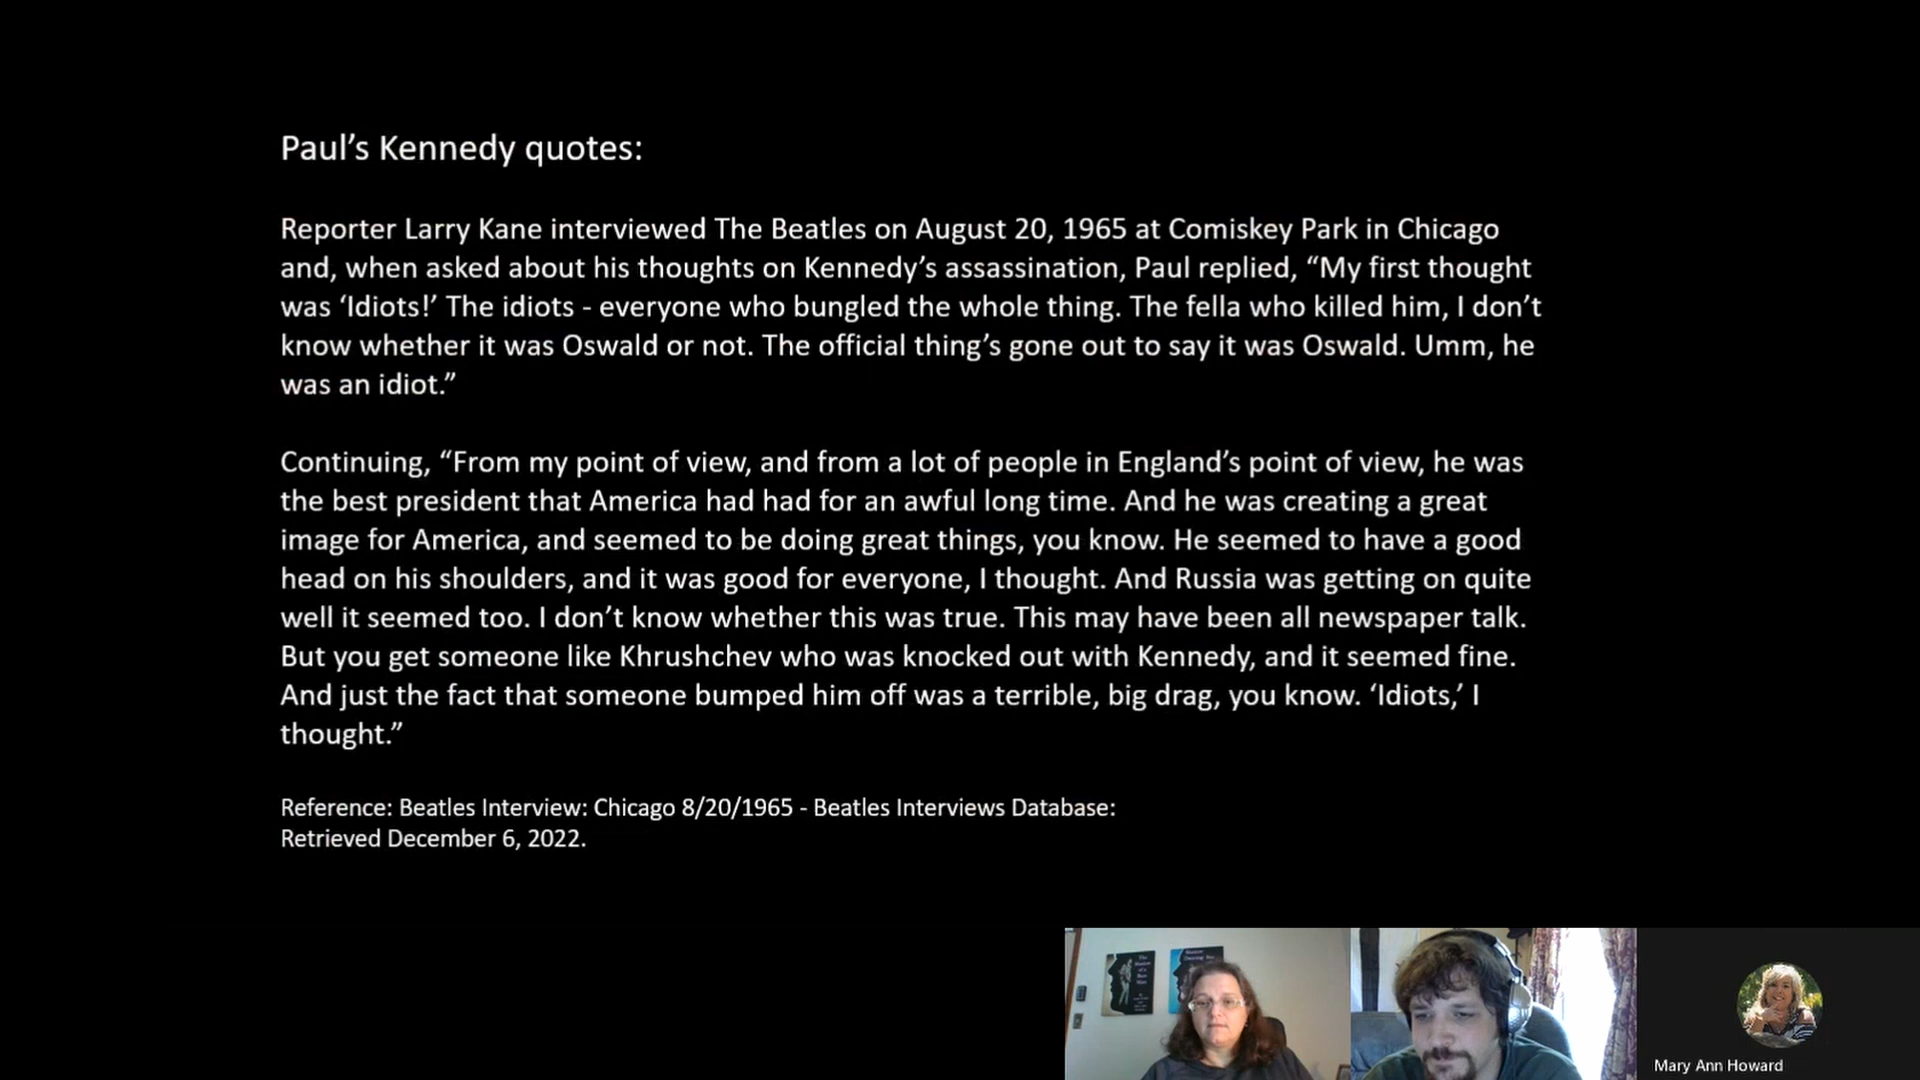 Paul’s Kennedy quotes:
Reporter Larry Kane interviewed The Beatles on August 20, 1965 at Comiskey Park in Chicago
and, when asked about his thoughts on Kennedy’s assassination, Paul replied, “My first thought
was ‘Idiots!’ The idiots - everyone who bungled the whole thing. The fella who killed him, I don’t
know whether it was Oswald or not. The official thing’s gone out to say it was Oswald. Umm, he
was an idiot.”
Continuing, “From my point of view, and from a lot of people in England’s point of view, he was
the best president that America had had for an awful long time. And he was creating a great
image for America, and seemed to be doing great things, you know. He seemed to have a good
head on his shoulders, and it was good for everyone, I thought. And Russia was getting on quite
well it seemed too. I don’t know whether this was true. This may have been all newspaper talk.
But you get someone like Khrushchev who was knocked out with Kennedy, and it seemed fine.
And just the fact that someone bumped him off was a terrible, big drag, you know. ‘Idiots,’ I
thought.”
Reference: Beatles Interview: Chicago 8/20/1965 - Beatles Interviews Database:
Retrieved December 6, 2022.
Mary Ann Howard